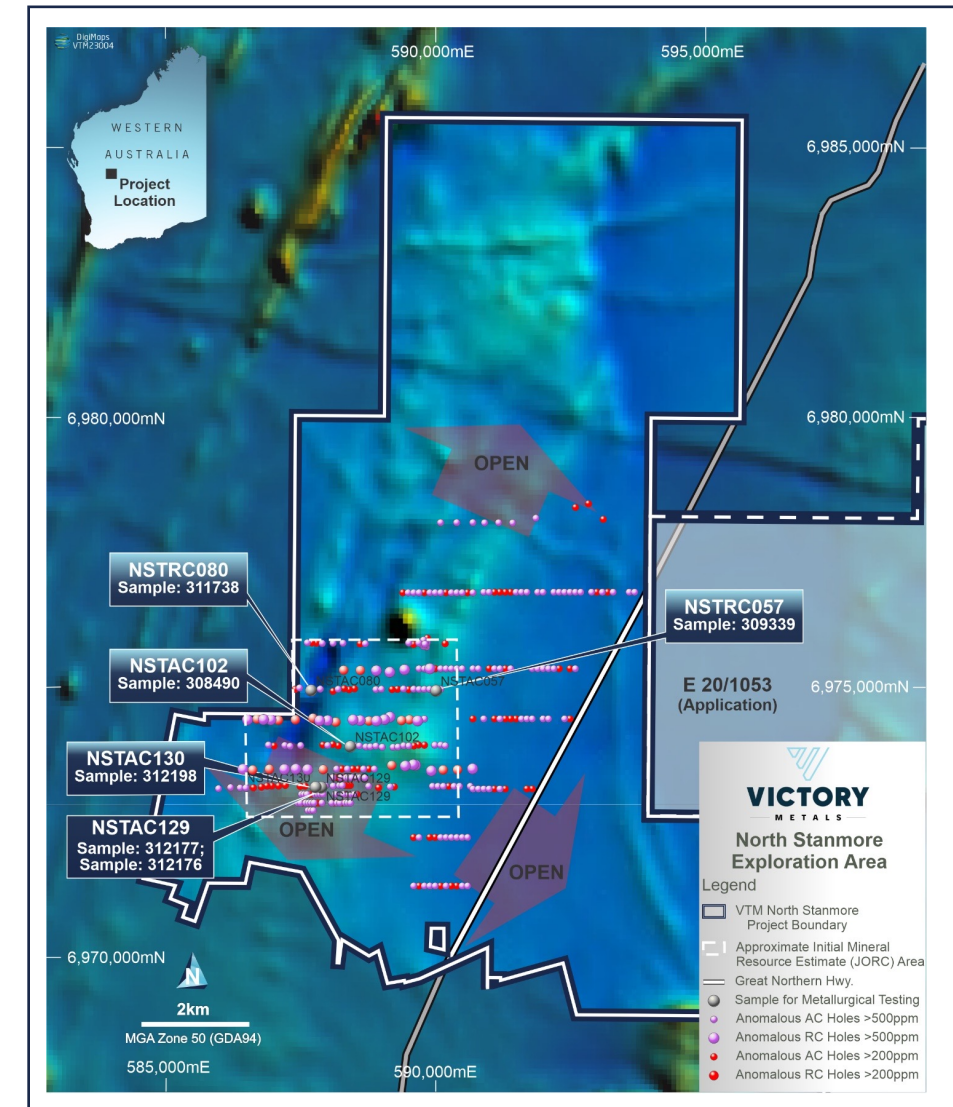 DigiMaps
VTM23004
590,000mE
595,000mE
WESTERN
AUSTRALIA
Project
Location
6,985,000mN
6,980,000mN
6,980,000mN
OPEN
NSTRC080
Sample: 311738
NSTRC057
Sample: 309339
NSTAC102
Sample: 308490
NSTAC080
NSTAC057
E 20/1053
(Application)
6,975,000mN
NSTAC102
NSTAC130
Sample: 312198
NSTAC130
NSTAC129
NSTAC129
NSTAC129
Sample: 312177;
Sample: 312176
OPEN
OPEN
VICTORY
METALS
North Stanmore
Exploration Area
Legend
VTM North Stanmore
Project Boundary
Approximate Initial Mineral
Resource Estimate (JORC) Area
Great Northern Hwy.
Sample for Metallurgical Testing
Anomalous AC Holes >500ppm
Anomalous RC Holes >500ppm
Anomalous AC Holes >200ppm
Anomalous RC Holes >200ppm
6,970,000mN
N
2km
MGA Zone 50 (GDA94)
585,000mE
590,000mE